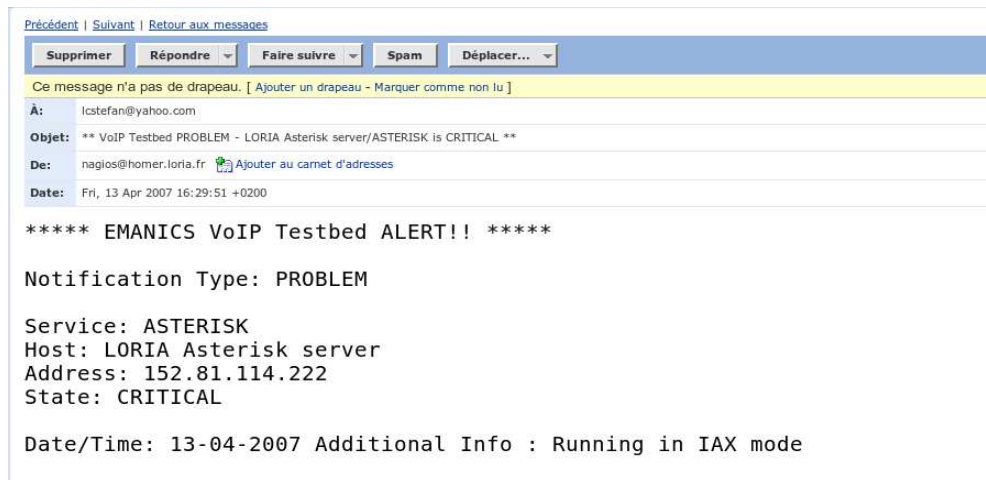 Précédent | Suivant | Retour aux messages
Supprimer Répondre Faire suivre Spam Déplacer...
Ce message n'a pas de drapeau. [ Ajouter un drapeau - Marquer comme non lu ]
À: lcstefan@yahoo.com
Objet: ** VoIP Testbed PROBLEM - LORIA Asterisk server/ASTERISK is CRITICAL **
De: nagios@homer.loria.fr Ajouter au carnet d'adresses
Date: Fri, 13 Apr 2007 16:29:51 +0200
***** EMANICS VoIP Testbed ALERT!! *****
Notification Type: PROBLEM
Service: ASTERISK
Host: LORIA Asterisk server
Address: 152.81.114.222
State: CRITICAL
Date/Time: 13-04-2007 Additional Info : Running in IAX mode